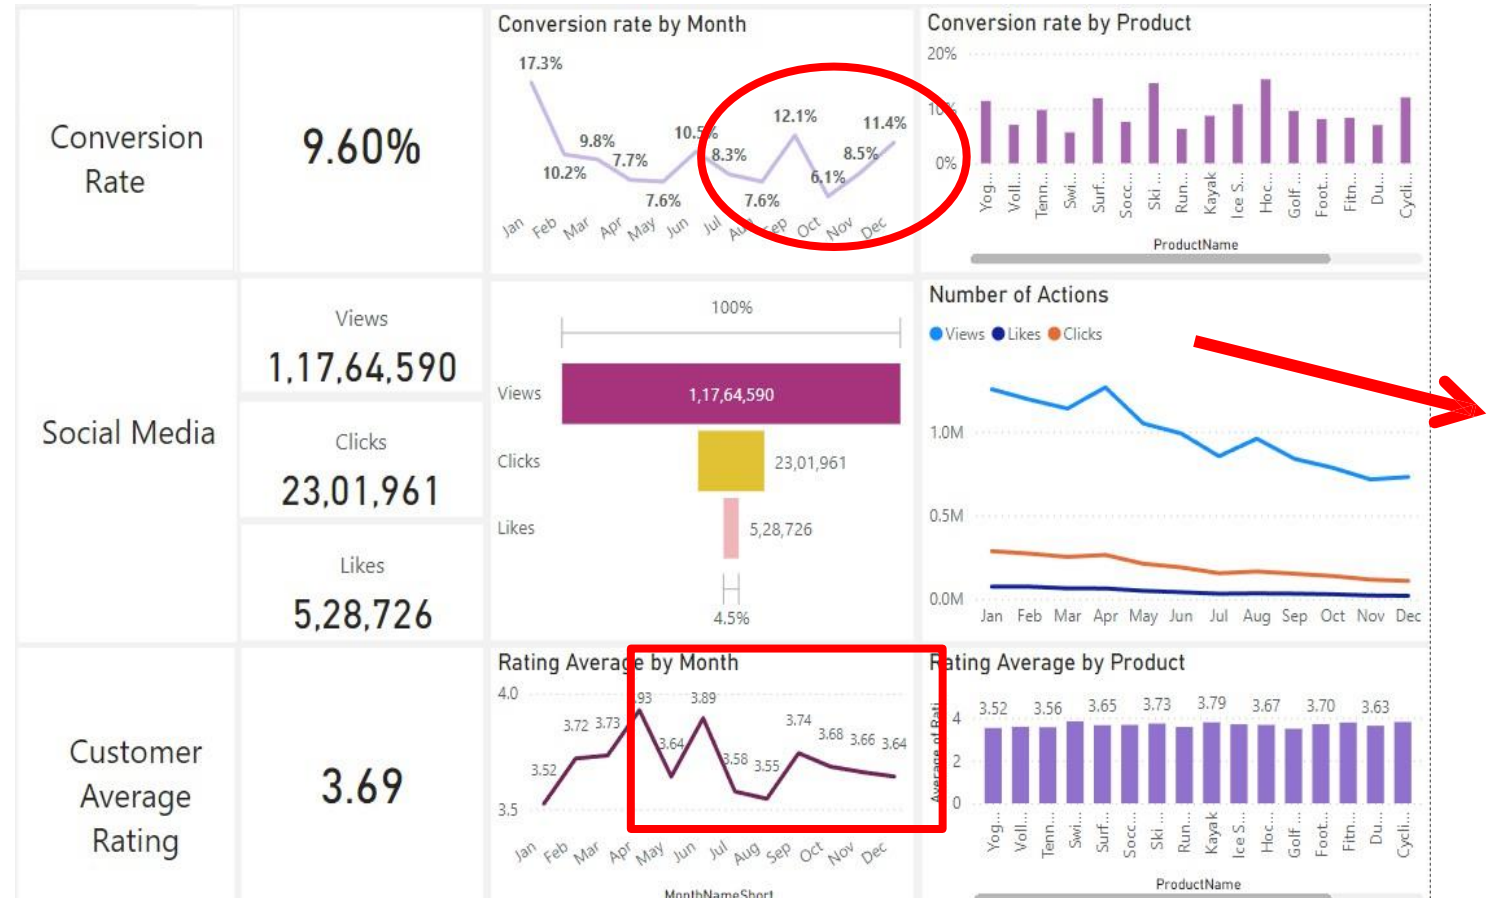 Conversion
Rate
9.60%
Conversion rate by Month
17.3%
10.2%
9.8%
7.7%
7.6%
10.5%
8.3%
7.6%
12.1%
6.1%
8.5%
11.4%
Jan Feb Mar Apr May Jun Jul Aug Sep Oct Nov Dec
Conversion rate by Product
20%
10%
0%
Yog... Voll... Tenn... Swi... Surf... Socc... Ski ... Run... Kayak Ice S... Hoc... Golf ... Foot... Fitn... Du... Cycli...
ProductName
Social Media
Views
1,17,64,590
Clicks
23,01,961
Likes
5,28,726
100%
Views 1,17,64,590
Clicks 23,01,961
Likes 5,28,726
4.5%
Number of Actions
Views Likes Clicks
1.0M
0.5M
0.0M
Jan Feb Mar Apr May Jun Jul Aug Sep Oct Nov Dec
Customer
Average
Rating
3.69
Rating Average by Month
4.0
3.5
3.52 3.72 3.73 .93 3.64 3.89 3.58 3.55 3.74 3.68 3.66 3.64
Jan Feb Mar Apr May Jun Jul Aug Sep Oct Nov Dec
MonthNameShort
Rating Average by Product
Average of Rati...
4
2
0
3.52 3.56 3.65 3.73 3.79 3.67 3.70 3.63
Yog... Voll... Tenn... Swi... Surf... Socc... Ski ... Run... Kayak Ice S... Hoc... Golf ... Foot... Fitn... Du... Cycli...
ProductName